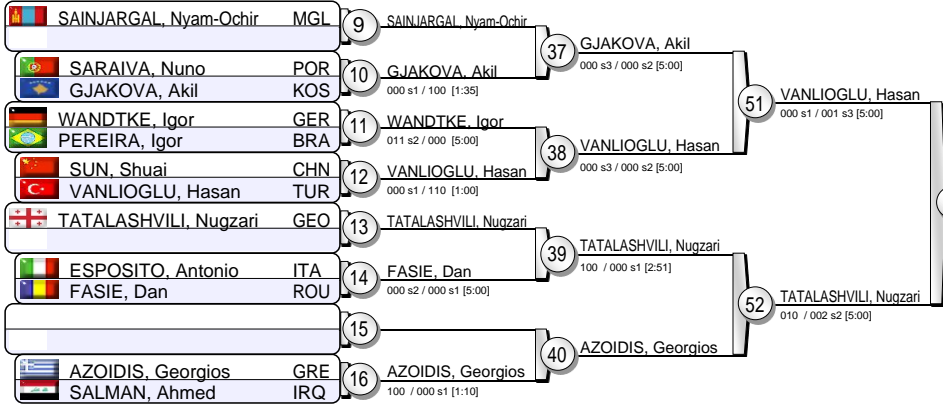 SAINJARGAL, Nyam-Ochir MGL
9
SAINJARGAL, Nyam-Ochir
SARAIVA, Nuno POR
GJAKOVA, Akil KOS
10
GJAKOVA, Akil
000 s1 / 100 [1:35]
37
GJAKOVA, Akil
000 s3 / 000 s2 [5:00]
WANDTKE, Igor GER
PEREIRA, Igor BRA
11
WANDTKE, Igor
011 s2 / 000 [5:00]
SUN, Shuai CHN
VANLIOGLU, Hasan TUR
12
VANLIOGLU, Hasan
000 s1 / 110 [1:00]
38
VANLIOGLU, Hasan
000 s3 / 000 s2 [5:00]
51
VANLIOGLU, Hasan
000 s1 / 001 s3 [5:00]
TATALASHVILI, Nugzari GEO
13
TATALASHVILI, Nugzari
ESPOSITO, Antonio ITA
FASIE, Dan ROU
14
FASIE, Dan
000 s2 / 000 s1 [5:00]
39
TATALASHVILI, Nugzari
100 / 000 s1 [2:51]
15
AZOIDIS, Georgios GRE
SALMAN, Ahmed IRQ
16
AZOIDIS, Georgios
100 / 000 s1 [1:10]
40
AZOIDIS, Georgios
52
TATALASHVILI, Nugzari
010 / 002 s2 [5:00]